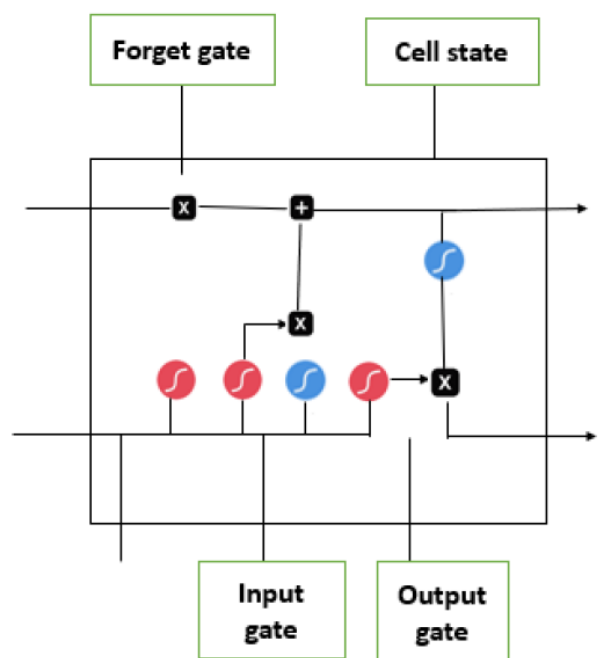 Forget gate
Cell state
X
+
X
X
Input
gate
Output
gate